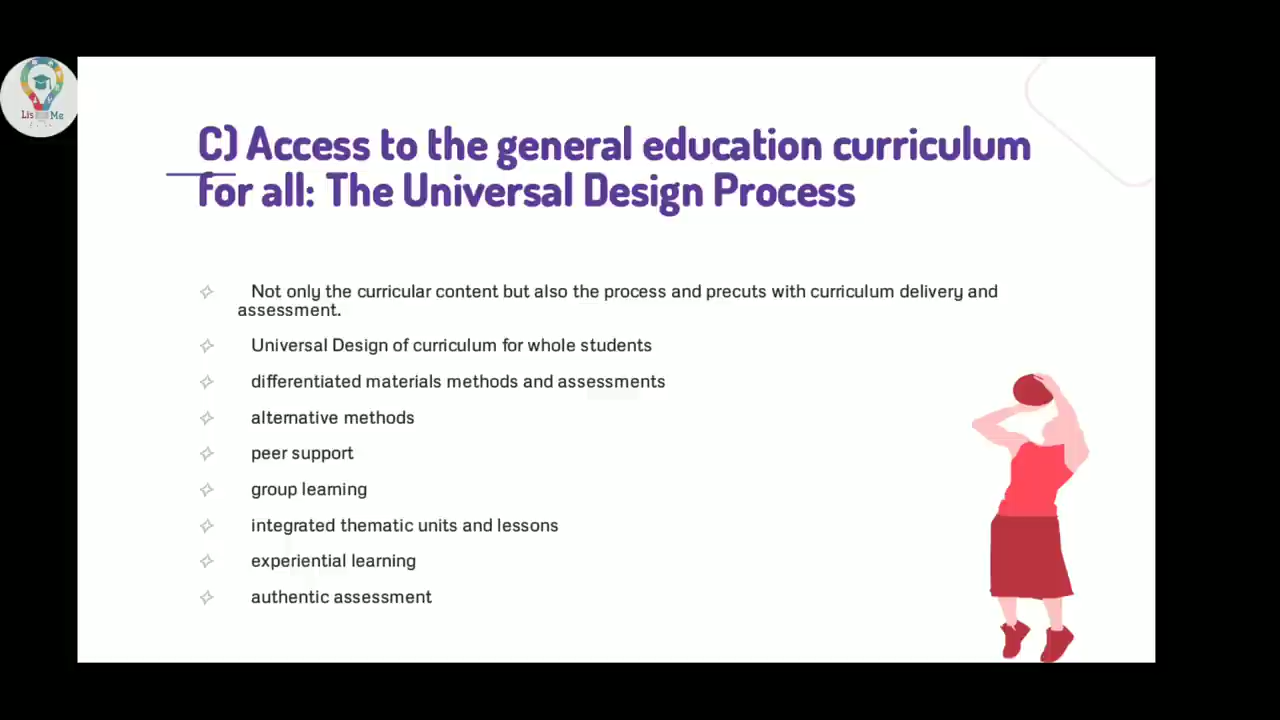 Lis Me
C) Access to the general education curriculum
for all: The Universal Design Process
Not only the curricular content but also the process and precuts with curriculum delivery and
assessment.
Universal Design of curriculum for whole students
differentiated materials methods and assessments
alternative methods
peer support
group learning
integrated thematic units and lessons
experiential learning
authentic assessment